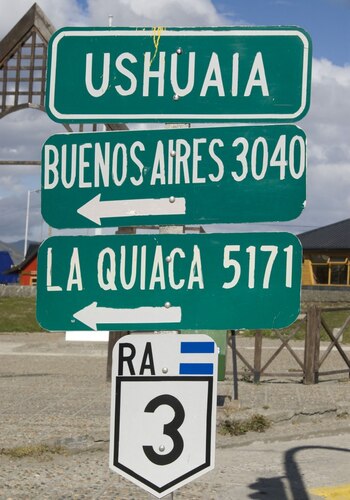 USHUAIA
BUENOS AIRES 3040
LA QUIACA 5171
RA
3